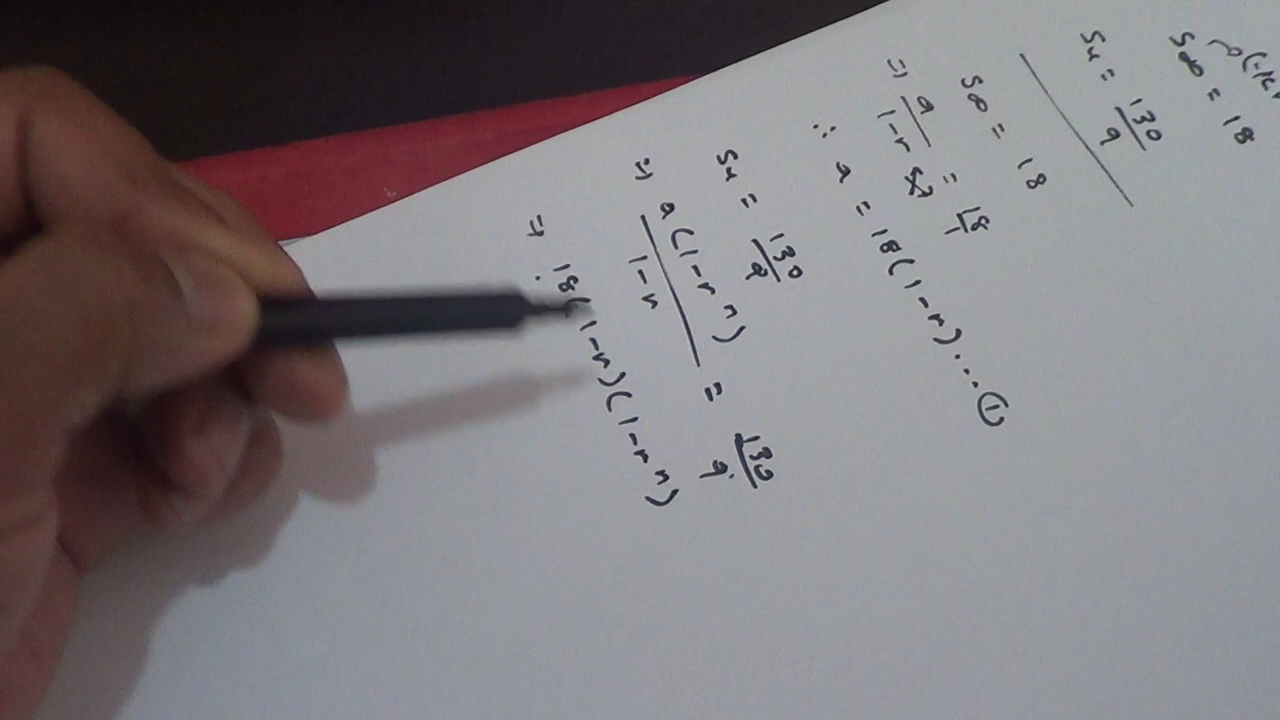 S∞ = 18
S4 = 130/9
S∞ = 18
=) a/1-r = 18/1
∴ a = 18(1-r)...①
S4 = 130/9
=) a(1-r n)/1-r = 130/9
=) 18(1-r)(1-r n)